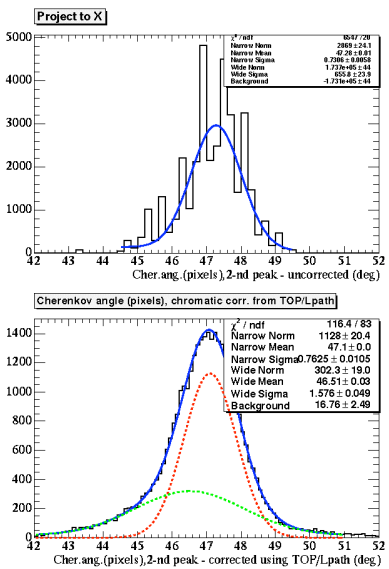 Project to X
χ² / ndf 6547 / 20
Narrow Norm 2869±24.1
Narrow Mean 47.28±0.01
Narrow Sigma 0.7306±0.0058
Wide Norm 1.737e+05±44
Wide Sigma 655.8±23.9
Background -1.731e+05±44
5000
4000
3000
2000
1000
0
42 43 44 45 46 47 48 49 50 51 52
Cher.ang.(pixels),2-nd peak - uncorrected (deg)
Cherenkov angle (pixels), chromatic corr. from TOP/Lpath
χ² / ndf 116.4 / 83
Narrow Norm 1128±20.4
Narrow Mean 47.1±0.0
Narrow Sigma 0.7625±0.0105
Wide Norm 302.3±19.0
Wide Mean 46.51±0.03
Wide Sigma 1.576±0.049
Background 16.76±2.49
1400
1200
1000
800
600
400
200
0
42 43 44 45 46 47 48 49 50 51 52
Cher.ang.(pixels),2-nd peak - corrected using TOP/Lpath (deg)